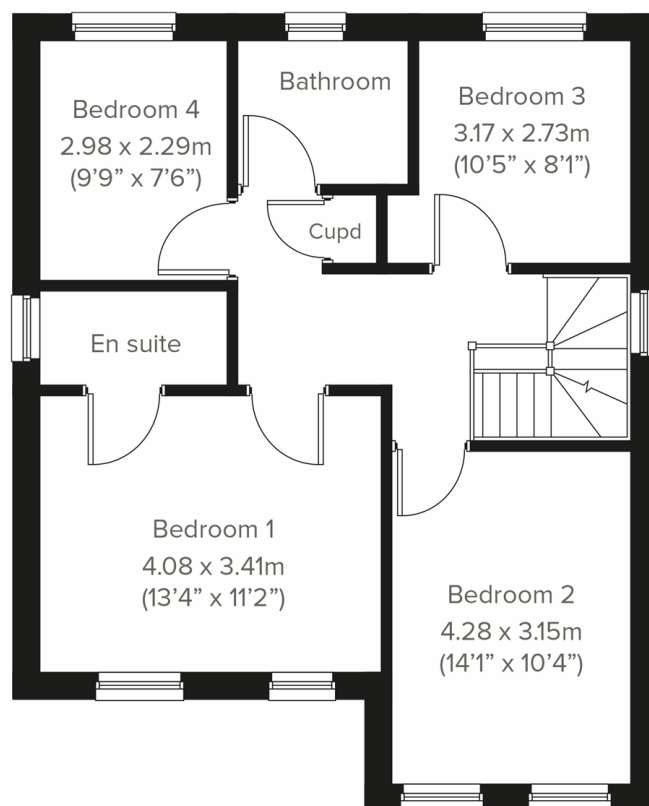 Bedroom 4
2.98 x 2.29m
(9'9” x 7'6”)
Bathroom
Bedroom 3
3.17 x 2.73m
(10'5” x 8'1”)
Cupd
En suite
Bedroom 1
4.08 x 3.41m
(13'4” x 11'2”)
Bedroom 2
4.28 x 3.15m
(14'1” x 10'4”)